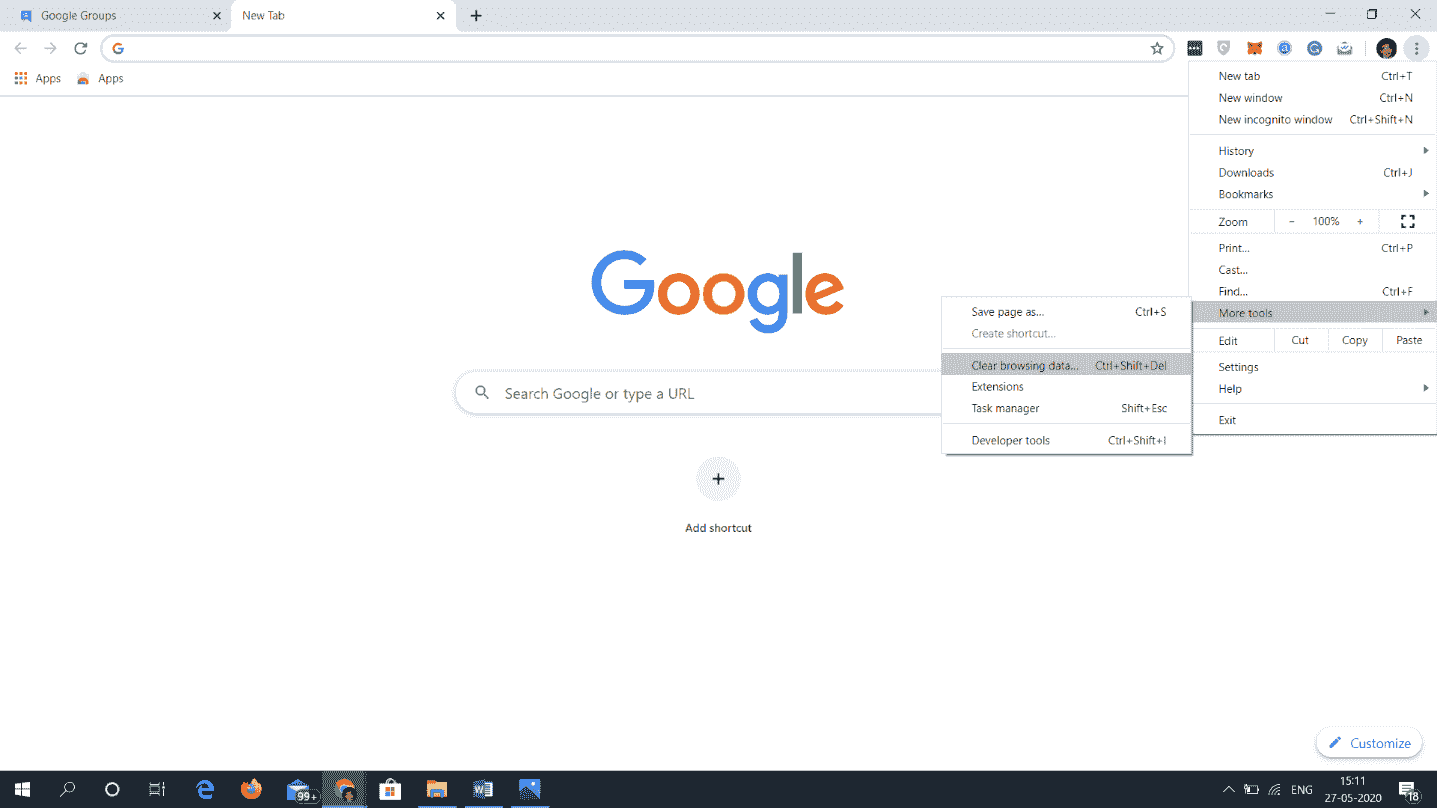 Google Groups
New Tab
Apps
Apps
New tab Ctrl+T
New window Ctrl+N
New incognito window Ctrl+Shift+N
History
Downloads Ctrl+J
Bookmarks
Zoom - 100% +
Print... Ctrl+P
Cast...
Find... Ctrl+F
More tools
Edit Cut Copy Paste
Settings
Help
Exit
Save page as... Ctrl+S
Create shortcut...
Clear browsing data... Ctrl+Shift+Del
Extensions
Task manager Shift+Esc
Developer tools Ctrl+Shift+I
Google
Search Google or type a URL
Add shortcut
Customize
99+
ENG
15:11
27-05-2020
18